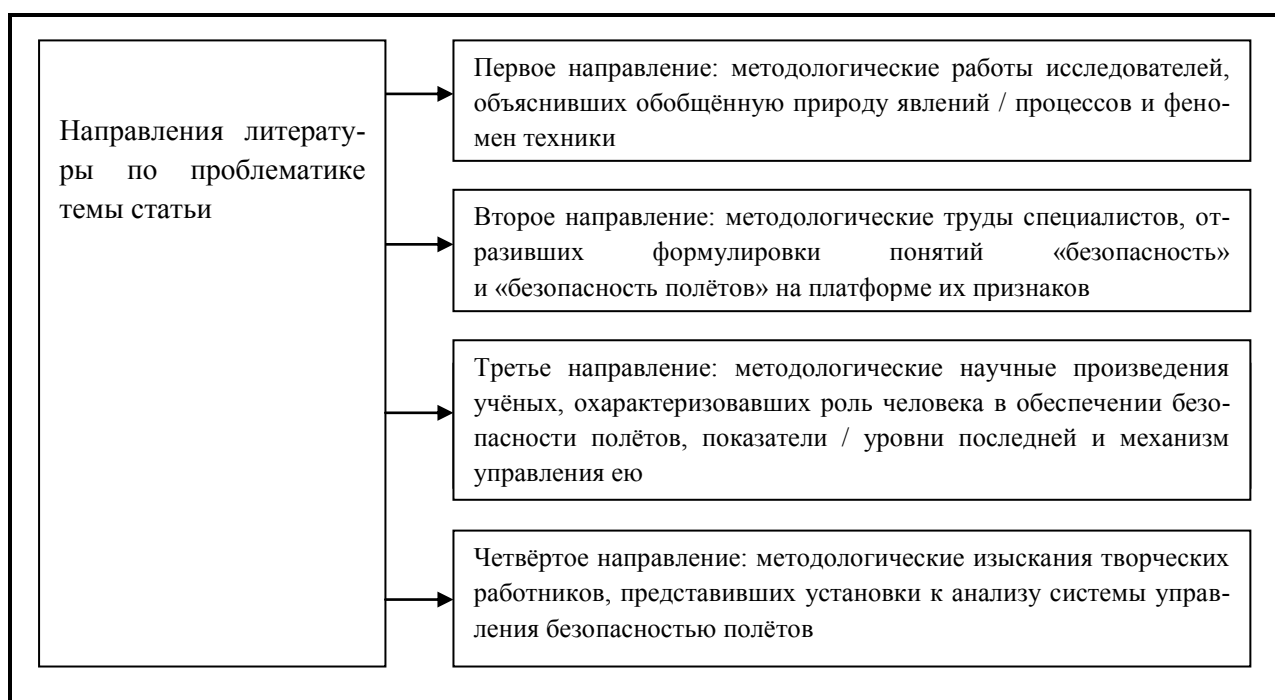 Направления литерату-
ры по проблематике
темы статьи
Первое направление: методологические работы исследователей,
объяснивших обобщённую природу явлений / процессов и фено-
мен техники
Второе направление: методологические труды специалистов, от-
разивших формулировки понятий «безопасность»
и «безопасность полётов» на платформе их признаков
Третье направление: методологические научные произведения
учёных, охарактеризовавших роль человека в обеспечении безо-
пасности полётов, показатели / уровни последней и механизм
управления ею
Четвёртое направление: методологические изыскания творческих
работников, представивших установки к анализу системы управ-
ления безопасностью полётов